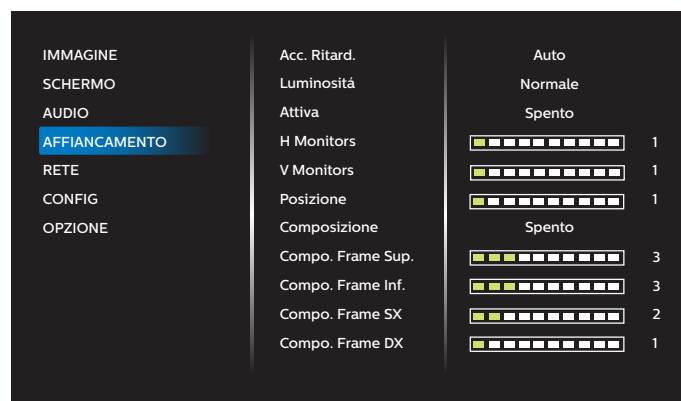 IMMAGINE
SCHERMO
AUDIO
AFFIANCAMENTO
RETE
CONFIG
OPZIONE
Acc. Ritard. Auto
Luminositá Normale
Attiva Spento
H Monitors 1
V Monitors 1
Posizione 1
Composizione Spento
Compo. Frame Sup. 3
Compo. Frame Inf. 3
Compo. Frame SX 2
Compo. Frame DX 1